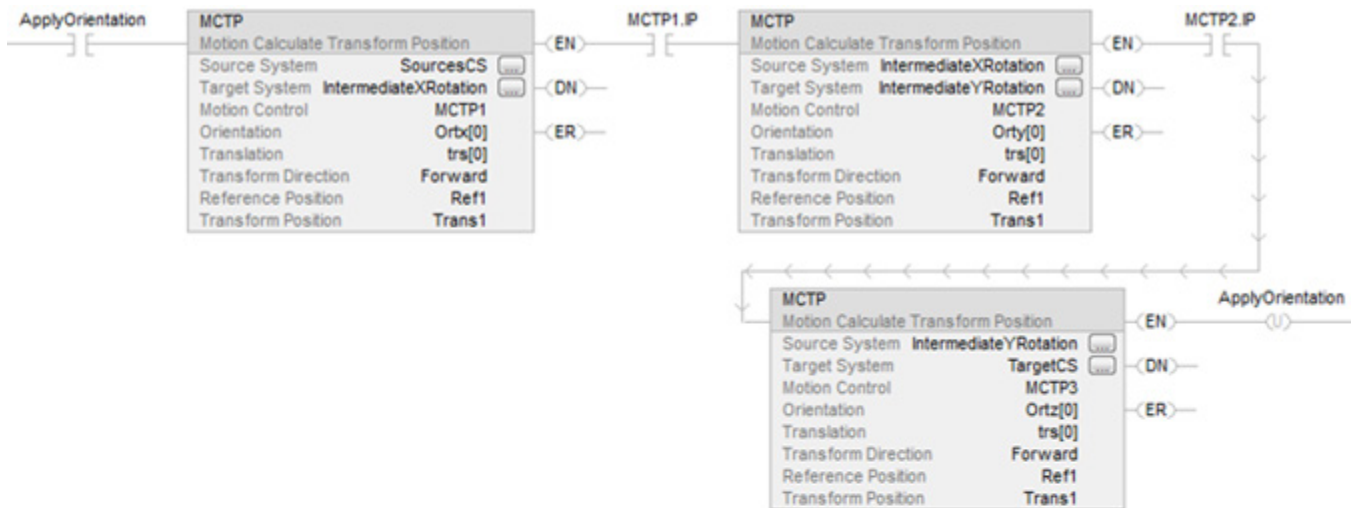 ApplyOrientation
MCTP
Motion Calculate Transform Position
Source System SourcesCS ...
Target System IntermediateXRotation ...
Motion Control MCTP1
Orientation Ortx[0]
Translation trs[0]
Transform Direction Forward
Reference Position Ref1
Transform Position Trans1
EN
DN
ER
MCTP1.IP
MCTP
Motion Calculate Transform Position
Source System IntermediateXRotation ...
Target System IntermediateYRotation ...
Motion Control MCTP2
Orientation Orty[0]
Translation trs[0]
Transform Direction Forward
Reference Position Ref1
Transform Position Trans1
EN
DN
ER
MCTP2.IP
MCTP
Motion Calculate Transform Position
Source System IntermediateYRotation ...
Target System TargetCS ...
Motion Control MCTP3
Orientation Ortz[0]
Translation trs[0]
Transform Direction Forward
Reference Position Ref1
Transform Position Trans1
EN
DN
ER
ApplyOrientation
U